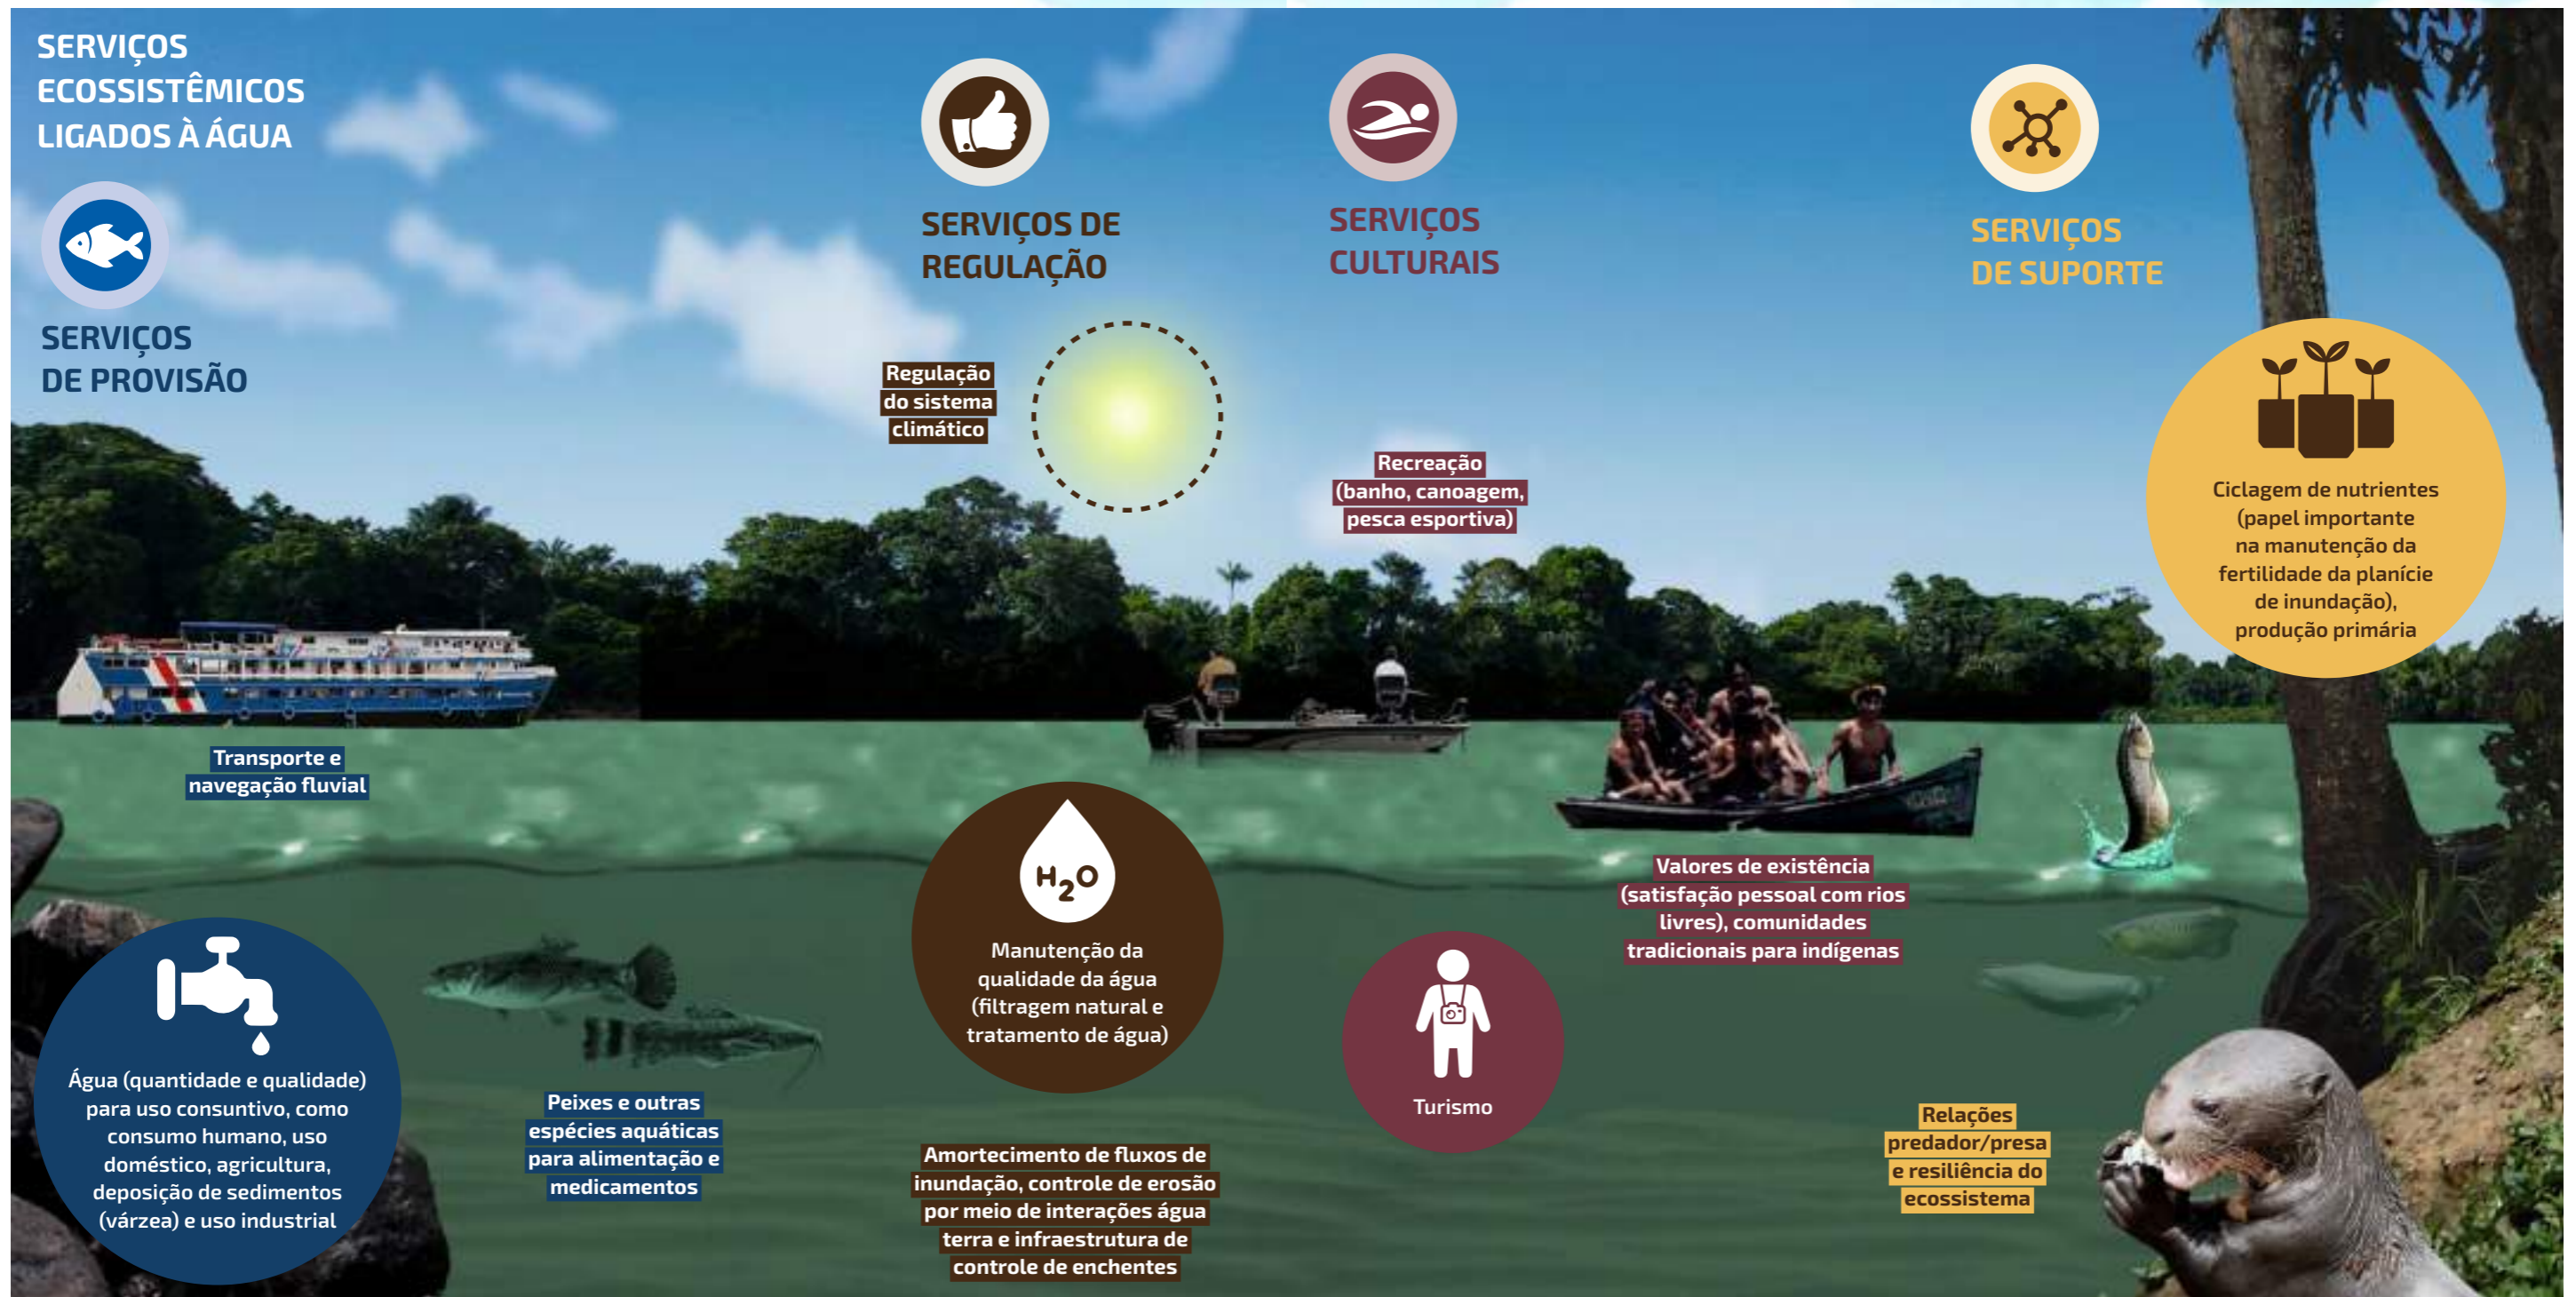 SERVIÇOS
ECOSSISTÊMICOS
LIGADOS À ÁGUA
SERVIÇOS
DE PROVISÃO
Transporte e
navegação fluvial
Água (quantidade e qualidade)
para uso consuntivo, como
consumo humano, uso
doméstico, agricultura,
deposição de sedimentos
(várzea) e uso industrial
Peixes e outras
espécies aquáticas
para alimentação e
medicamentos
SERVIÇOS DE
REGULAÇÃO
Regulação
do sistema
climático
H₂O
Manutenção da
qualidade da água
(filtragem natural e
tratamento de água)
Amortecimento de fluxos de
inundação, controle de erosão
por meio de interações água
terra e infraestrutura de
controle de enchentes
SERVIÇOS
CULTURAIS
Recreação
(banho, canoagem,
pesca esportiva)
Valores de existência
(satisfação pessoal com rios
livres), comunidades
tradicionais para indígenas
Turismo
SERVIÇOS
DE SUPORTE
Ciclagem de nutrientes
(papel importante
na manutenção da
fertilidade da planície
de inundação),
produção primária
Relações
predador/presa
e resiliência do
ecossistema